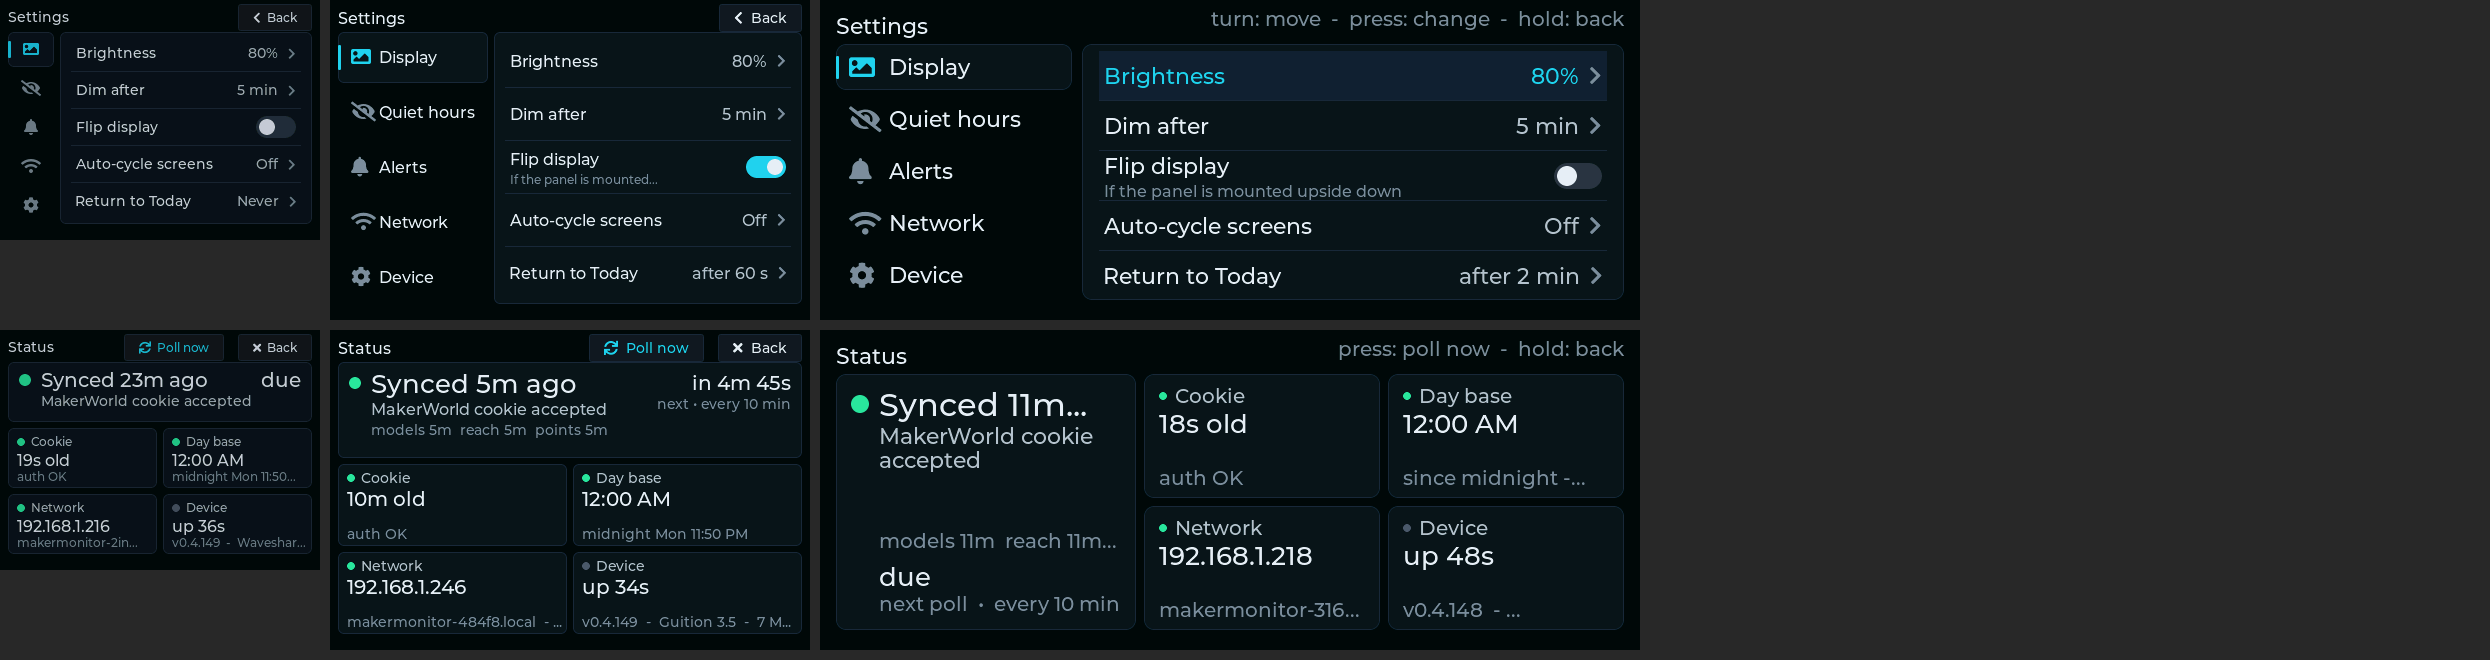 Settings
Back
Brightness 80%
Dim after 5 min
Flip display
Auto-cycle screens Off
Return to Today Never
Settings
Back
Display
Quiet hours
Alerts
Network
Device
Brightness 80%
Dim after 5 min
Flip display
If the panel is mounted...
Auto-cycle screens Off
Return to Today after 60 s
Settings
turn: move - press: change - hold: back
Display
Quiet hours
Alerts
Network
Device
Brightness 80%
Dim after 5 min
Flip display
If the panel is mounted upside down
Auto-cycle screens Off
Return to Today after 2 min
Status
Poll now
Back
Synced 23m ago due
MakerWorld cookie accepted
Cookie
19s old
auth OK
Day base
12:00 AM
midnight Mon 11:50...
Network
192.168.1.216
makermonitor-2in...
Device
up 36s
v0.4.149 - Waveshar...
Status
Poll now
Back
Synced 5m ago
in 4m 45s
MakerWorld cookie accepted
next • every 10 min
models 5m reach 5m points 5m
Cookie
10m old
auth OK
Day base
12:00 AM
midnight Mon 11:50 PM
Network
192.168.1.246
makermonitor-484f8.local - ...
Device
up 34s
v0.4.149 - Guition 3.5 - 7 M...
Status
press: poll now - hold: back
Synced 11m...
MakerWorld cookie
accepted
models 11m reach 11m...
due
next poll • every 10 min
Cookie
18s old
auth OK
Day base
12:00 AM
since midnight -...
Network
192.168.1.218
makermonitor-316...
Device
up 48s
v0.4.148 - ...